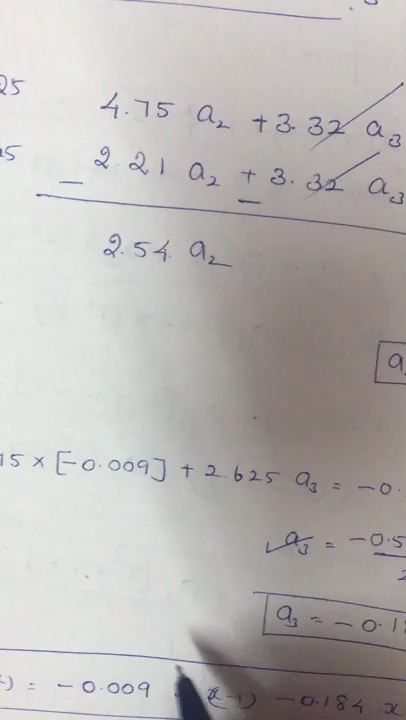 25 4.75 a₂ + 3.32 a₃
5 2.21 a₂ + 3.32 a₃
2.54 a₂
a
15 × [-0.009] + 2.625 a₃ = -0.
a₃ = -0.5
a₃ = -0.18
) = -0.009 (x-1) -0.184 x